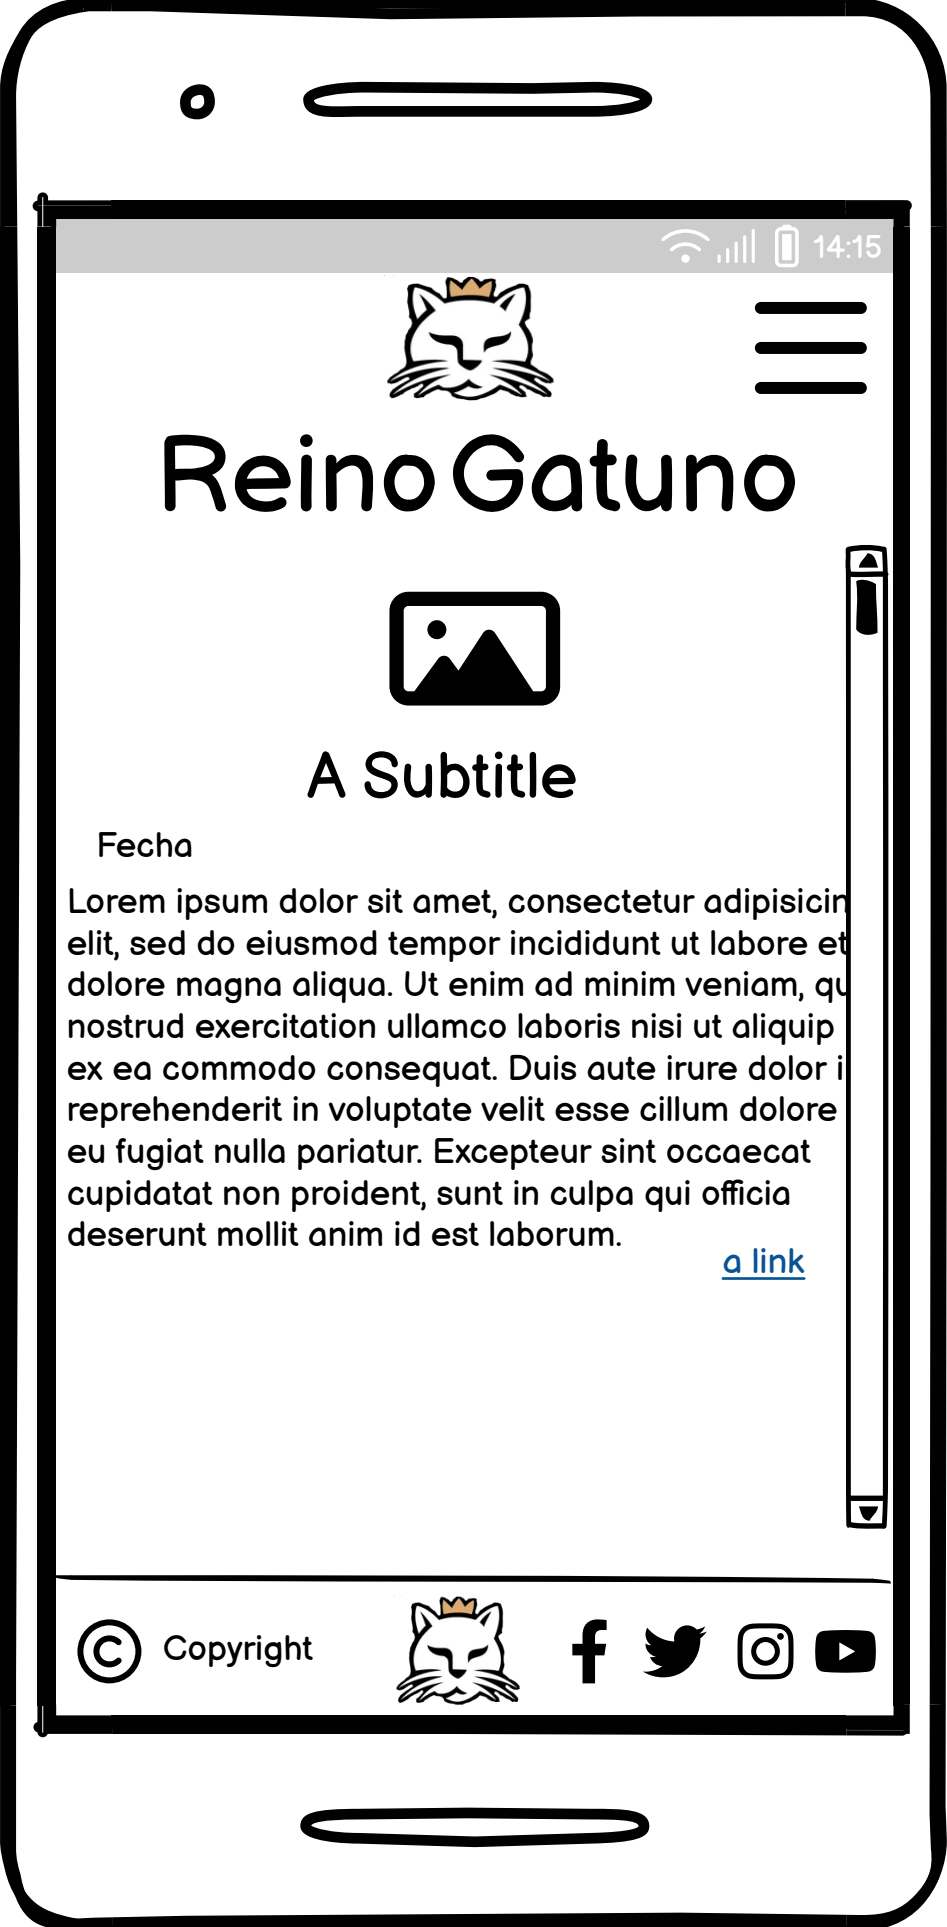 14:15
Reino Gatuno
A Subtitle
Fecha
Lorem ipsum dolor sit amet, consectetur adipisicin
elit, sed do eiusmod tempor incididunt ut labore et
dolore magna aliqua. Ut enim ad minim veniam, qu
nostrud exercitation ullamco laboris nisi ut aliquip
ex ea commodo consequat. Duis aute irure dolor i
reprehenderit in voluptate velit esse cillum dolore
eu fugiat nulla pariatur. Excepteur sint occaecat
cupidatat non proident, sunt in culpa qui officia
deserunt mollit anim id est laborum.
a link
© Copyright